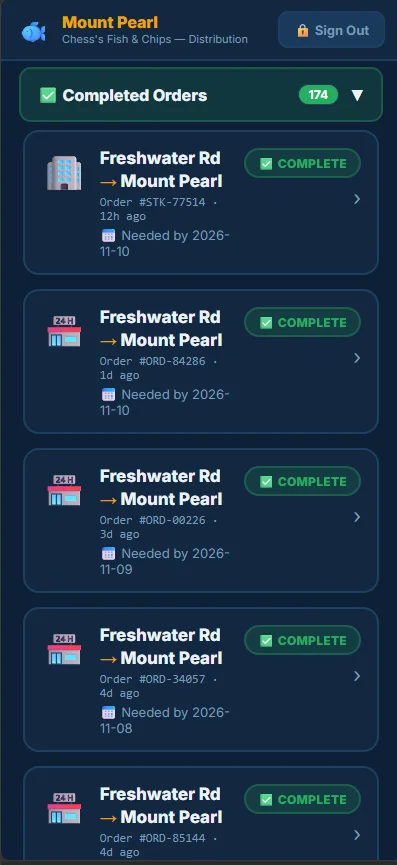 Mount Pearl
Chess's Fish & Chips — Distribution
🔒 Sign Out
✅ Completed Orders
174 ▼
Freshwater Rd
→ Mount Pearl
✅ COMPLETE
Order #STK-77514 ·
12h ago
Needed by 2026-
11-10
›
24H
Freshwater Rd
→ Mount Pearl
✅ COMPLETE
Order #ORD-84286 ·
1d ago
Needed by 2026-
11-10
›
24H
Freshwater Rd
→ Mount Pearl
✅ COMPLETE
Order #ORD-00226 ·
3d ago
Needed by 2026-
11-09
›
24H
Freshwater Rd
→ Mount Pearl
✅ COMPLETE
Order #ORD-34057 ·
4d ago
Needed by 2026-
11-08
›
24H
Freshwater Rd
→ Mount Pearl
✅ COMPLETE
Order #ORD-85144 ·
4d ago
›